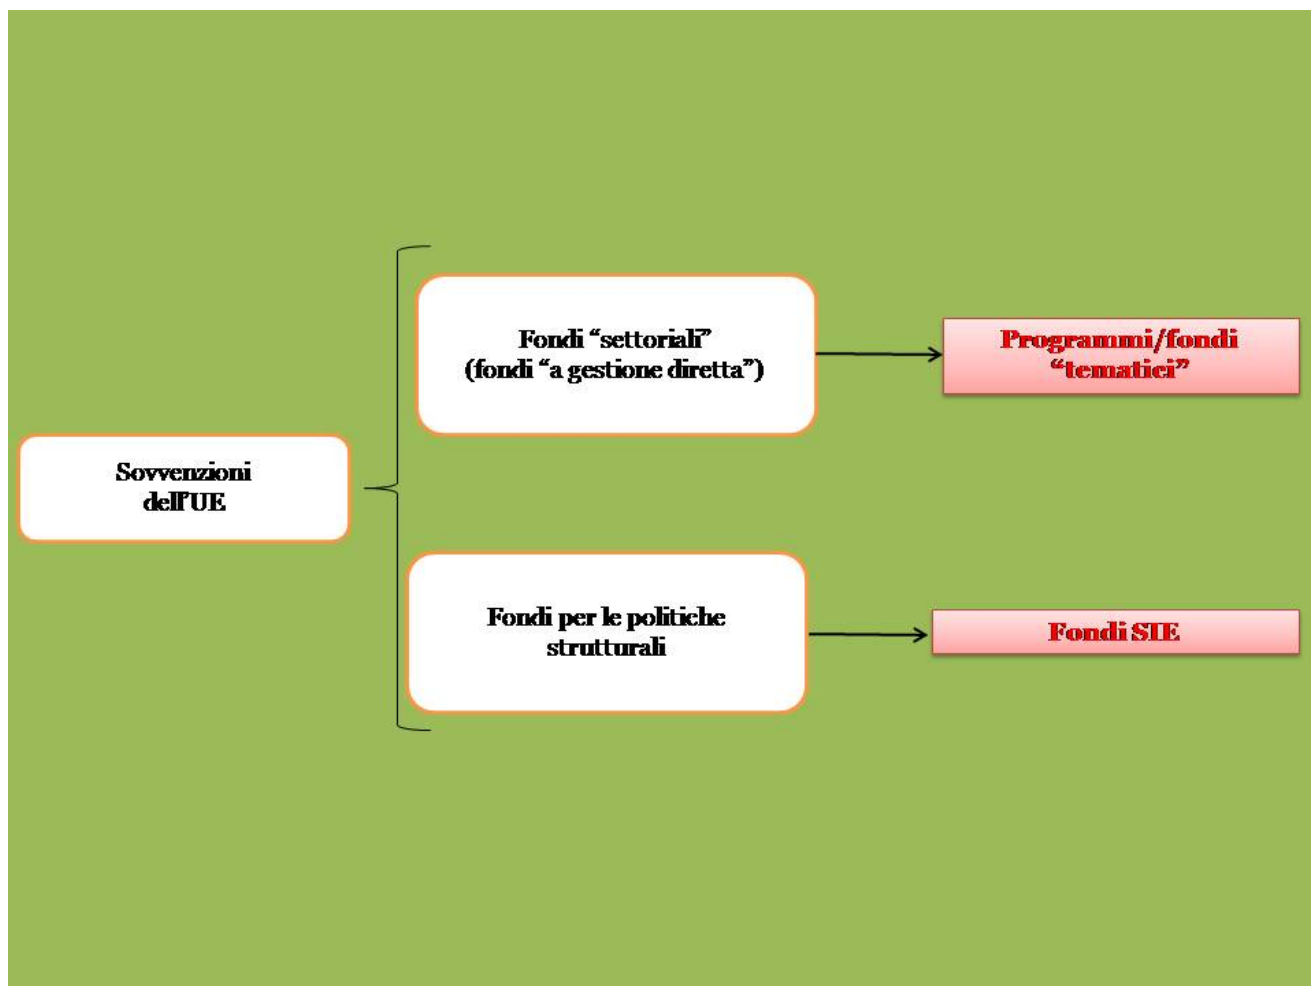 Sovvenzioni
dell'UE
Fondi “settoriali”
(fondi “a gestione diretta”)
Programmi/fondi
“tematici”
Fondi per le politiche
strutturali
Fondi SIE